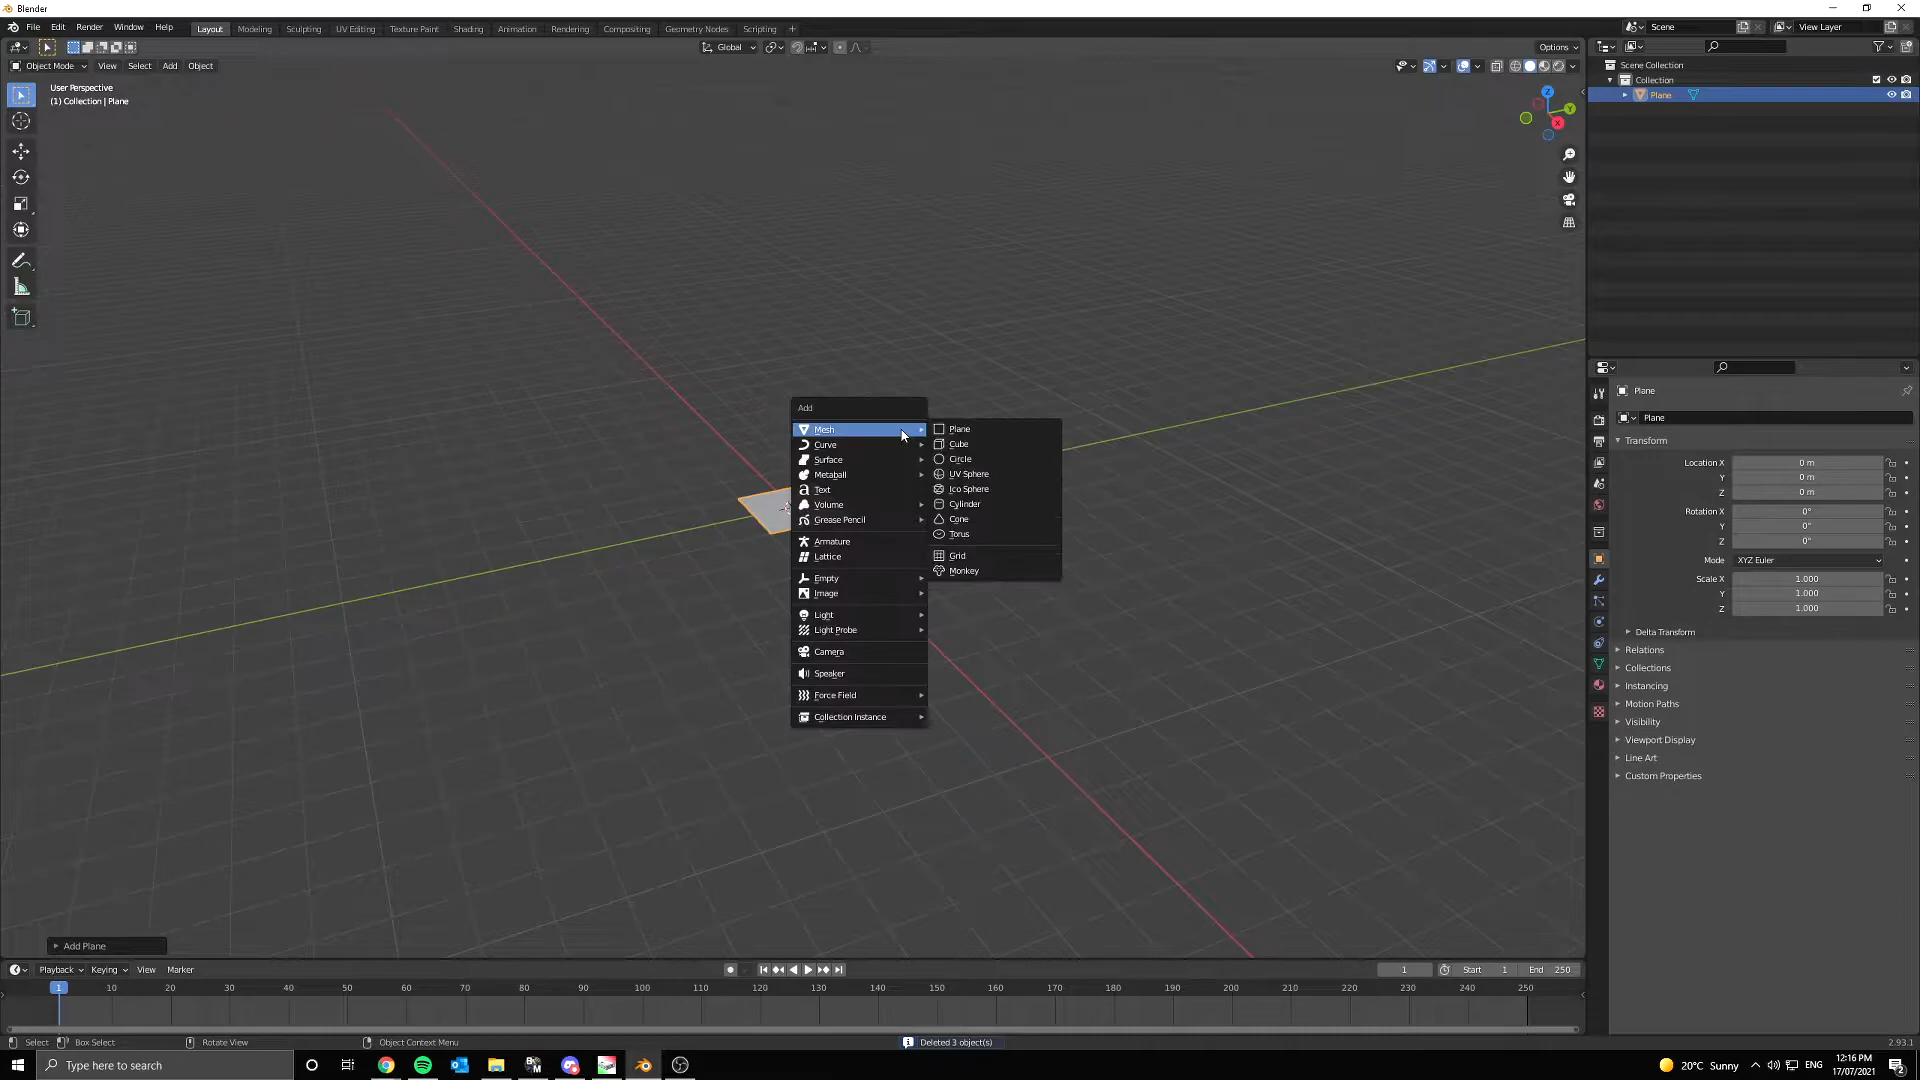 Blender
File Edit Render Window Help
Layout Modeling Sculpting UV Editing Texture Paint Shading Animation Rendering Compositing Geometry Nodes Scripting +
Scene
View Layer
Global
Options
Object Mode View Select Add Object
User Perspective
(1) Collection | Plane
Z
Y
X
Scene Collection
Collection
Plane
Add
Mesh
Curve
Surface
Metaball
Text
Volume
Grease Pencil
Armature
Lattice
Empty
Image
Light
Light Probe
Camera
Speaker
Force Field
Collection Instance
Plane
Cube
Circle
UV Sphere
Ico Sphere
Cylinder
Cone
Torus
Grid
Monkey
Plane
Plane
Transform
Location X 0 m
Y 0 m
Z 0 m
Rotation X 0°
Y 0°
Z 0°
Mode XYZ Euler
Scale X 1.000
Y 1.000
Z 1.000
Delta Transform
Relations
Collections
Instancing
Motion Paths
Visibility
Viewport Display
Line Art
Custom Properties
Add Plane
Playback Keying View Marker
1 Start 1 End 250
1 10 20 30 40 50 60 70 80 90 100 110 120 130 140 150 160 170 180 190 200 210 220 230 240 250
Select Box Select Rotate View Object Context Menu Deleted 3 object(s) 2.93.1
Type here to search
20°C Sunny
ENG
12:16 PM
17/07/2021
2